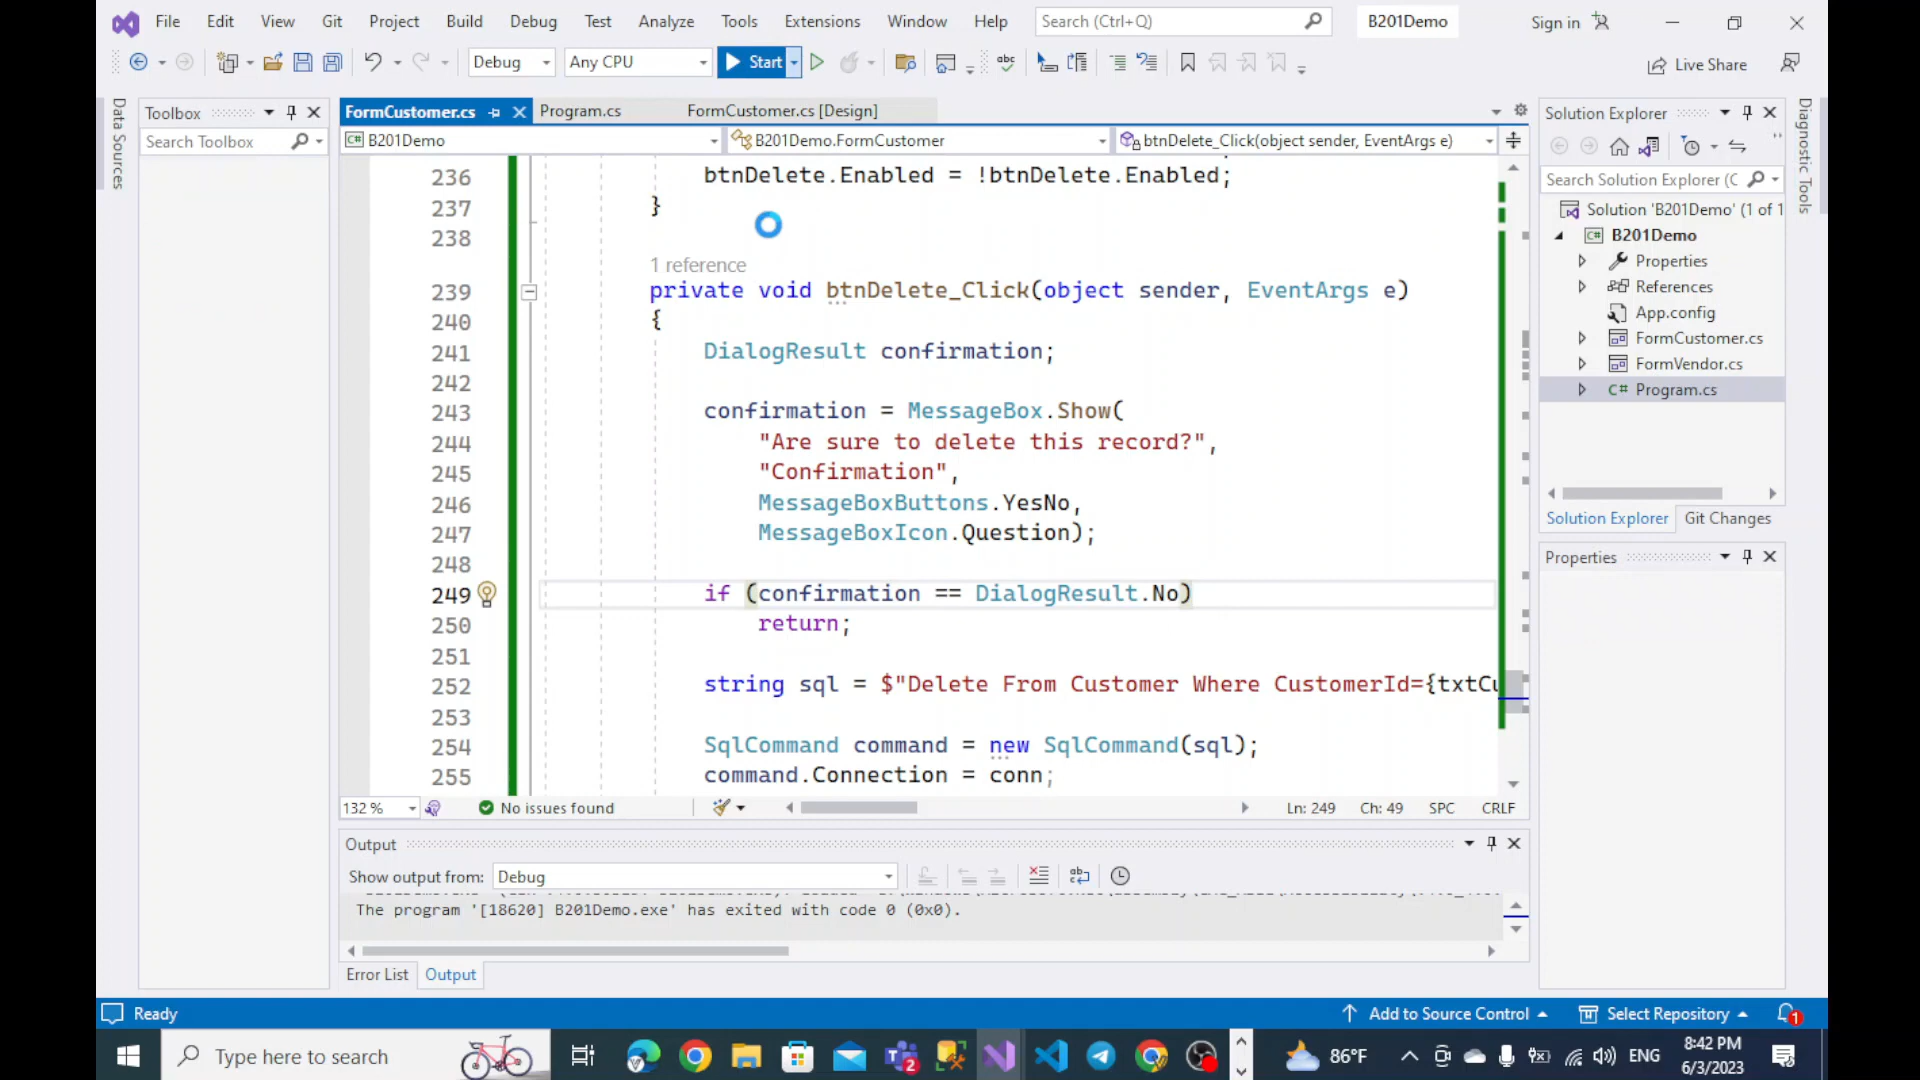 File Edit View Git Project Build Debug Test Analyze Tools Extensions Window Help Search (Ctrl+Q) B201Demo Sign in
Debug Any CPU Start Live Share
Data Sources
Toolbox
Search Toolbox
FormCustomer.cs Program.cs FormCustomer.cs [Design]
B201Demo B201Demo.FormCustomer btnDelete_Click(object sender, EventArgs e)
236 btnDelete.Enabled = !btnDelete.Enabled;
237 }
238
1 reference
239 private void btnDelete_Click(object sender, EventArgs e)
240 {
241 DialogResult confirmation;
242
243 confirmation = MessageBox.Show(
244 "Are sure to delete this record?",
245 "Confirmation",
246 MessageBoxButtons.YesNo,
247 MessageBoxIcon.Question);
248
249 if (confirmation == DialogResult.No)
250 return;
251
252 string sql = $"Delete From Customer Where CustomerId={txtCu
253
254 SqlCommand command = new SqlCommand(sql);
255 command.Connection = conn;
132 % No issues found Ln: 249 Ch: 49 SPC CRLF
Output
Show output from: Debug
The program '[18620] B201Demo.exe' has exited with code 0 (0x0).
Error List Output
Solution Explorer
Search Solution Explorer (C
Solution 'B201Demo' (1 of 1
B201Demo
Properties
References
App.config
FormCustomer.cs
FormVendor.cs
C# Program.cs
Solution Explorer Git Changes
Properties
Diagnostic Tools
Ready Add to Source Control Select Repository 1
Type here to search 2 86°F ENG 8:42 PM
6/3/2023